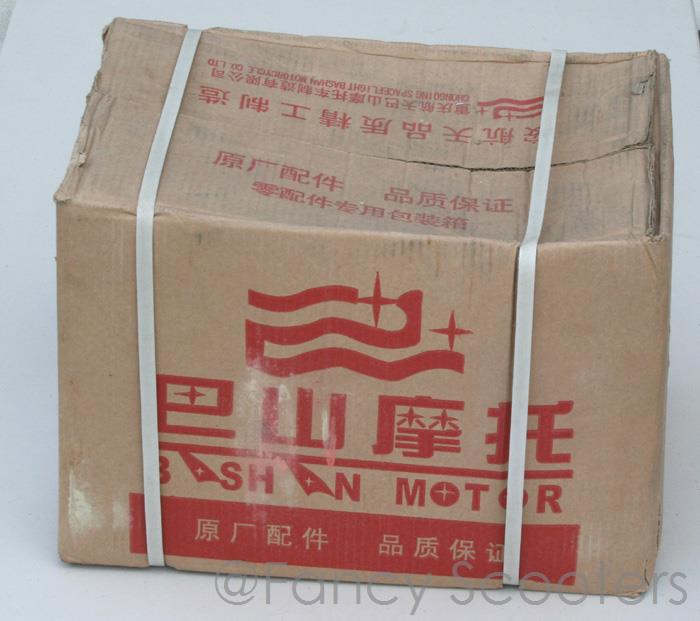 CHONGQING SPACEFLIGHT BASHAN MOTORCYCLE CO. LTD
重庆航天巴山摩托车制造有限公司
航天品质精工制造
原厂配件 品质保证
零配件专用包装箱
巴山摩托
BASHAN MOTOR
原厂配件 品质保证
@Fancy Scooters